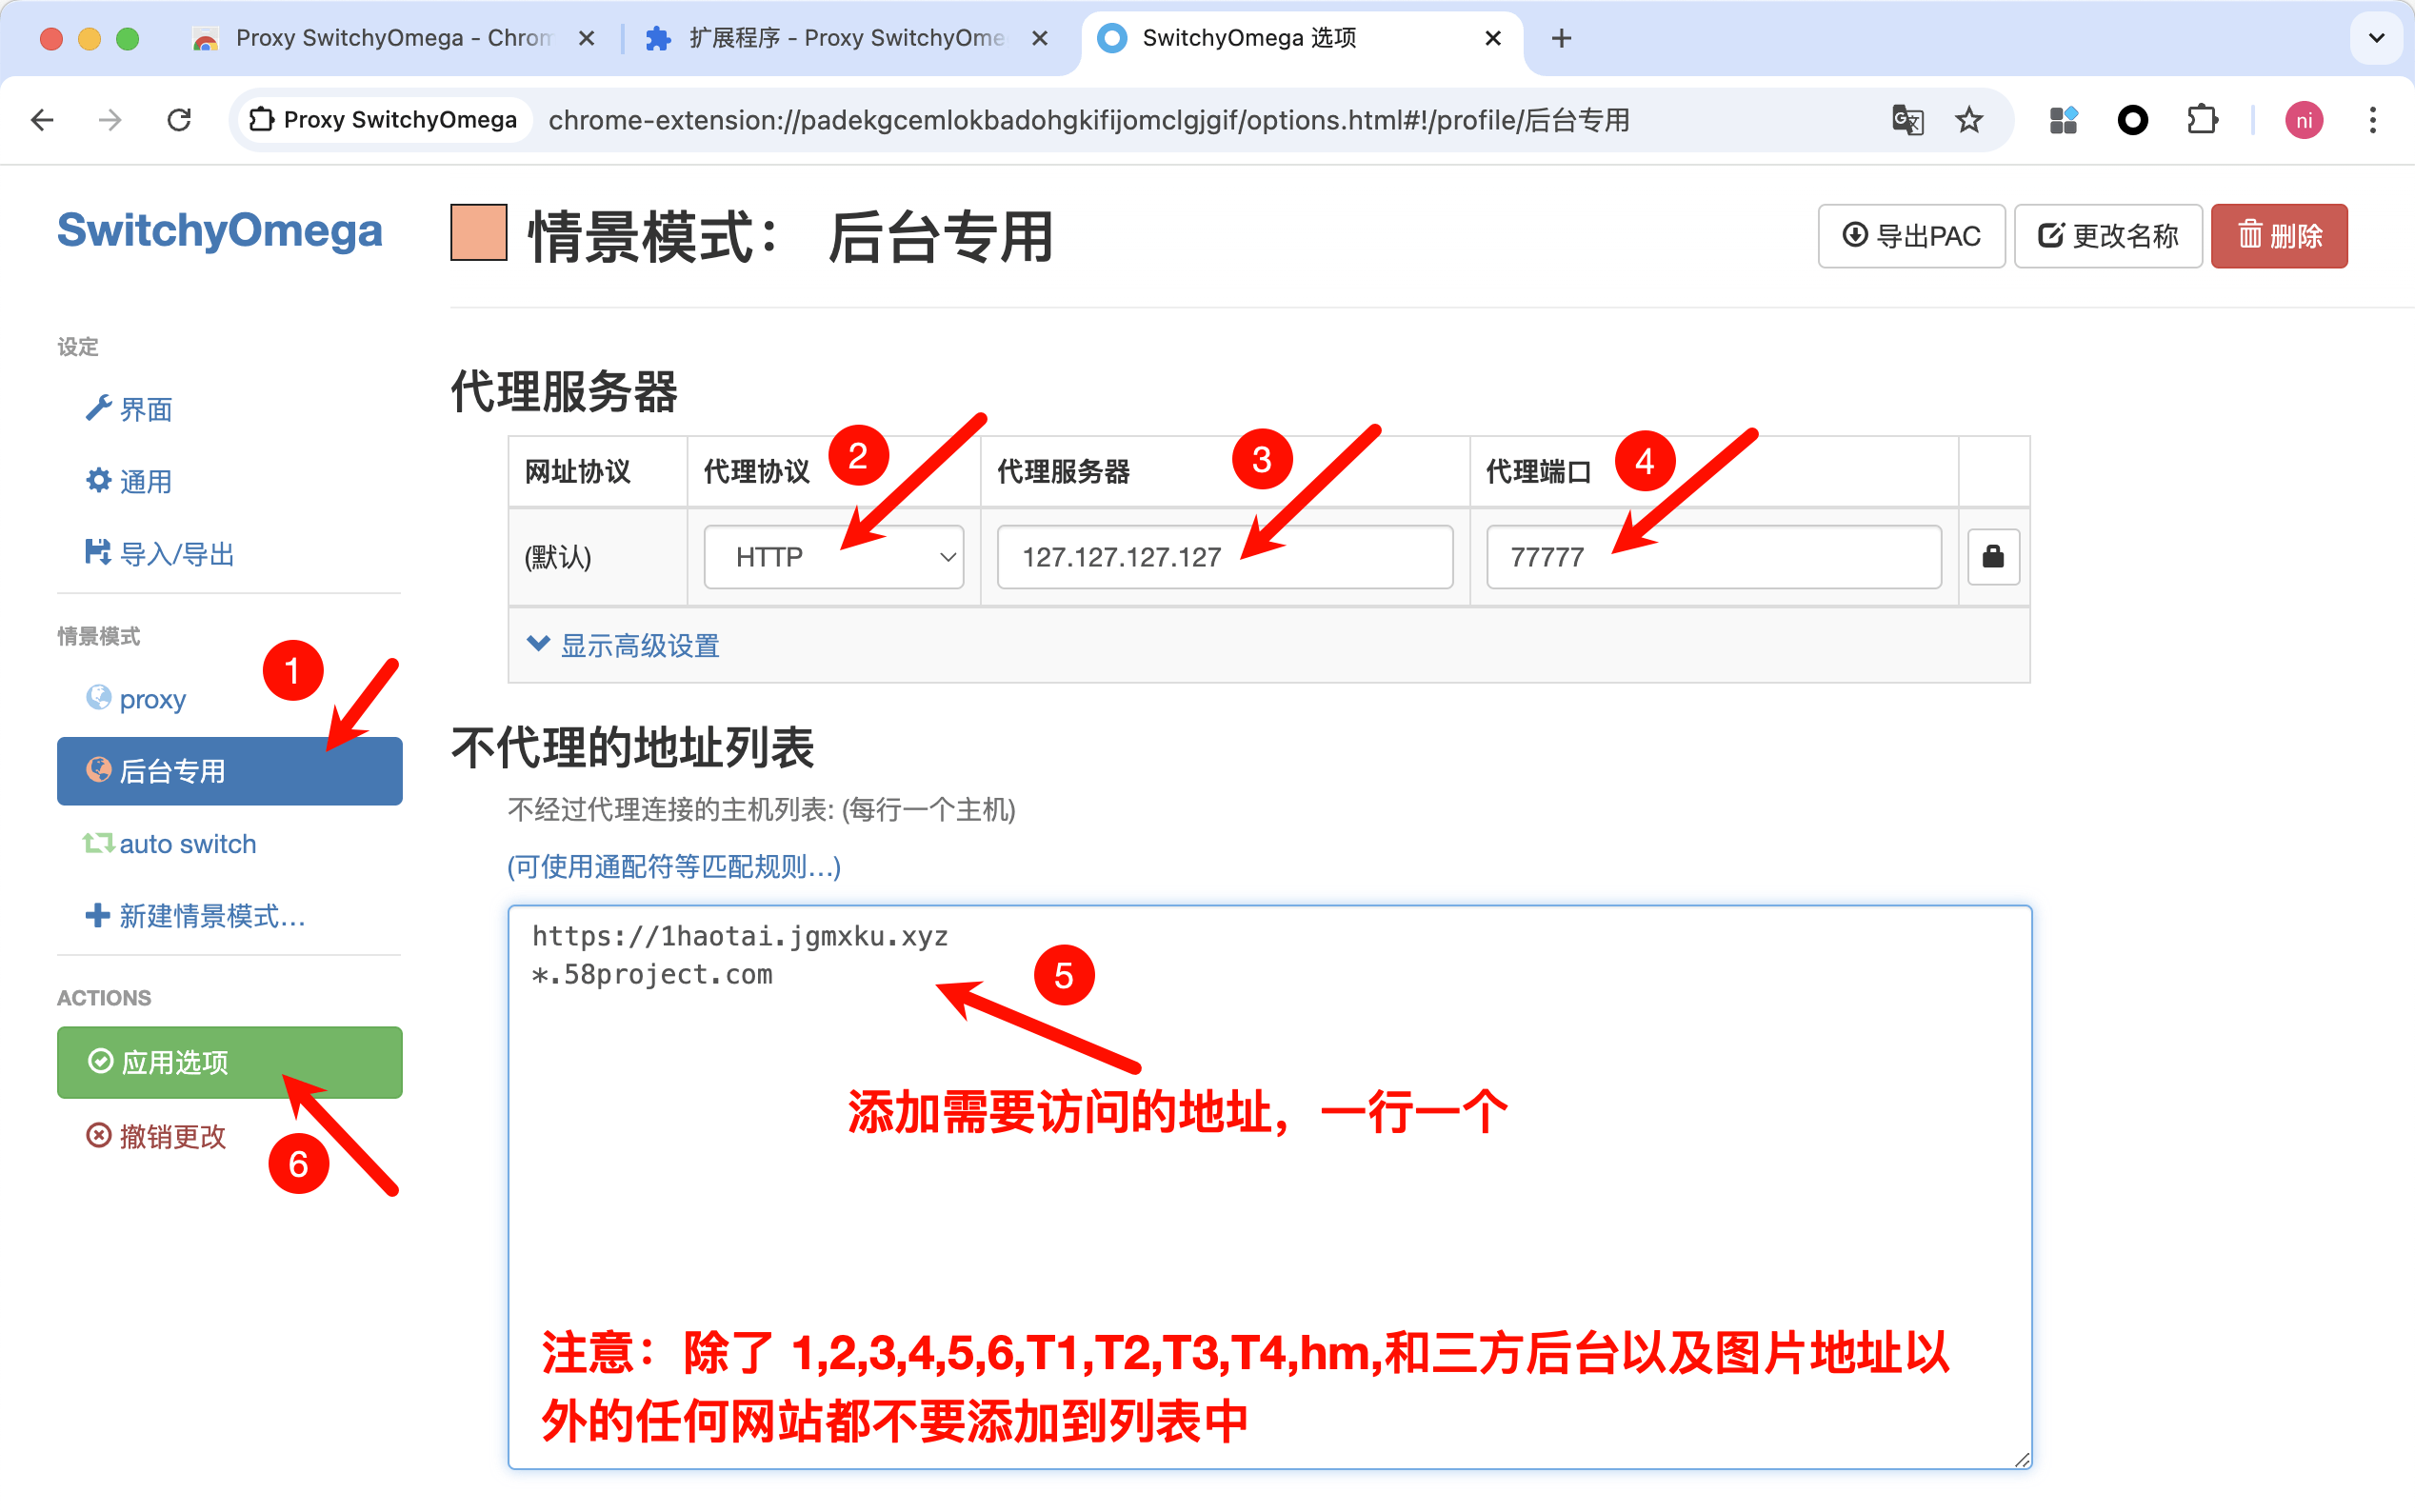 Proxy SwitchyOmega - Chrom
扩展程序 - Proxy SwitchyOme
SwitchyOmega 选项
Proxy SwitchyOmega
chrome-extension://padekgcemlokbadohgkifijomclgjgif/options.html#!/profile/后台专用
ni
SwitchyOmega
情景模式： 后台专用
导出PAC
更改名称
删除
设定
界面
通用
导入/导出
情景模式
1
proxy
后台专用
auto switch
新建情景模式…
ACTIONS
应用选项
撤销更改
6
代理服务器
网址协议
代理协议
2
代理服务器
3
代理端口
4
(默认)
HTTP
127.127.127.127
77777
显示高级设置
不代理的地址列表
不经过代理连接的主机列表: (每行一个主机)
(可使用通配符等匹配规则…)
https://1haotai.jgmxku.xyz
*.58project.com
5
添加需要访问的地址，一行一个
注意：除了 1,2,3,4,5,6,T1,T2,T3,T4,hm,和三方后台以及图片地址以
外的任何网站都不要添加到列表中